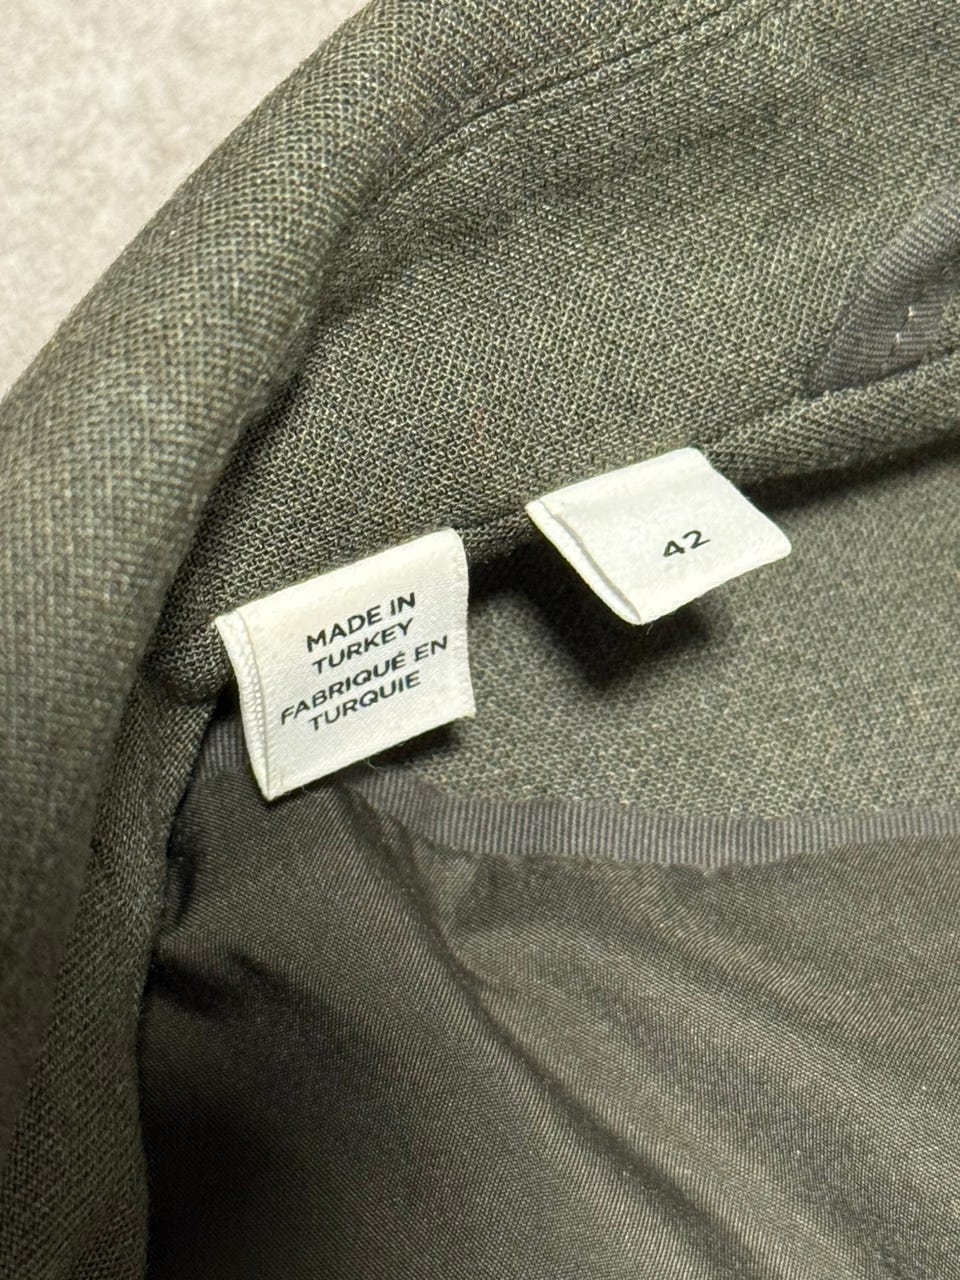 MADE IN
TURKEY
FABRIQUÉ EN
TURQUIE
42